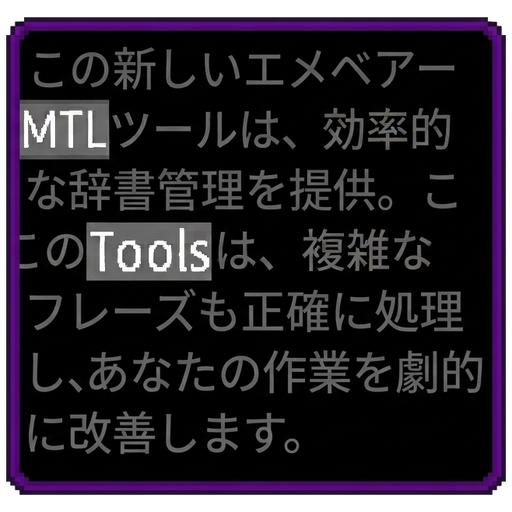 この新しいエメベアー
MTLツールは、効率的
な辞書管理を提供。こ
このToolsは、複雑な
フレーズも正確に処理
し､あなたの作業を劇的
に改善します。